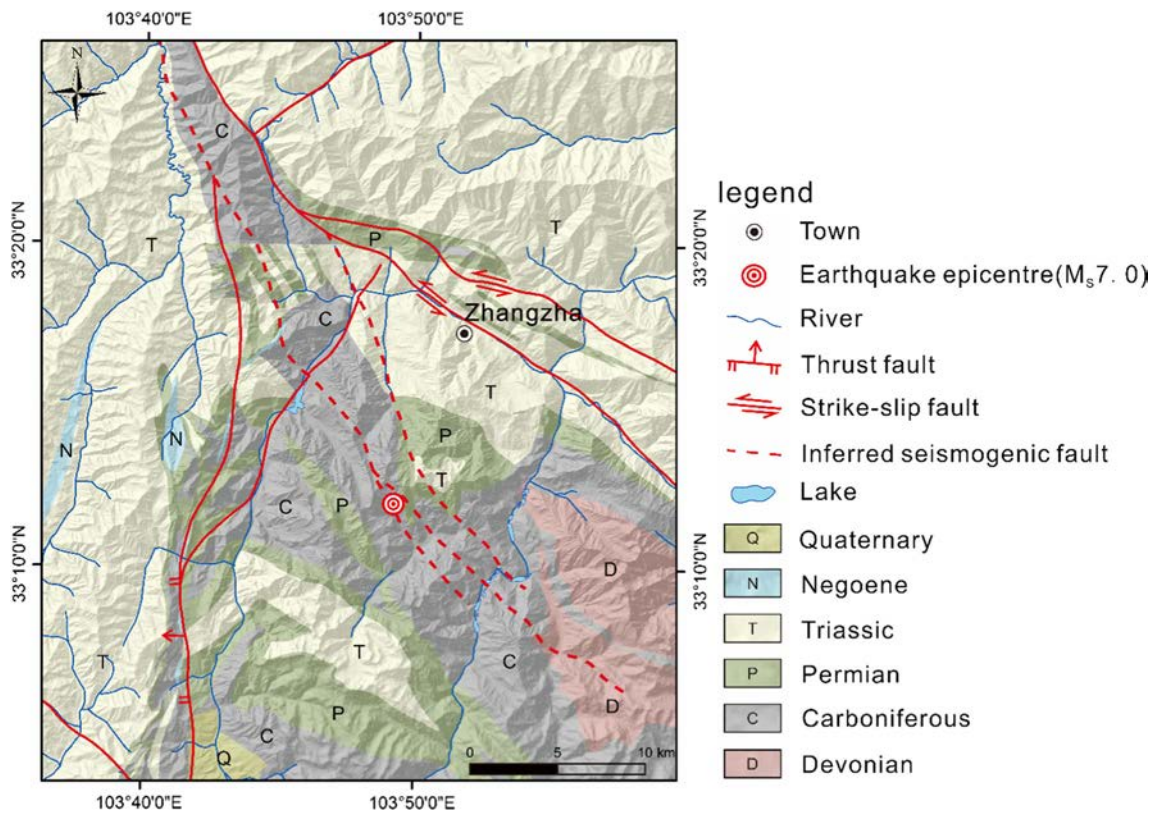 103°40'0"E
103°50'0"E
N
C
T
P
T
33°20'0"N
33°20'0"N
Zhangzha
C
T
N
N
P
T
C
P
33°10'0"N
33°10'0"N
D
T
T
C
P
D
C
Q
0 5 10 km
103°40'0"E
103°50'0"E
legend
Town
Earthquake epicentre(Ms7. 0)
River
Thrust fault
Strike-slip fault
Inferred seismogenic fault
Lake
Q Quaternary
N Negoene
T Triassic
P Permian
C Carboniferous
D Devonian